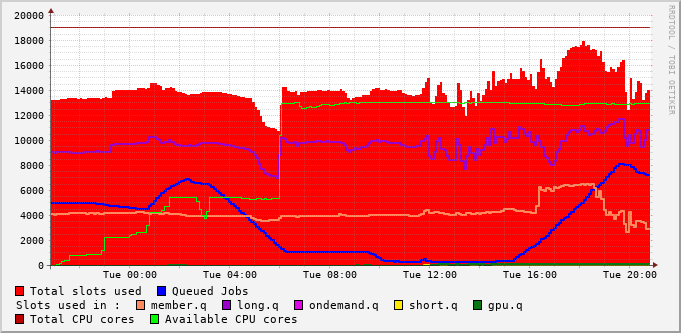 20000
18000
16000
14000
12000
10000
8000
6000
4000
2000
0
Tue 00:00 Tue 04:00 Tue 08:00 Tue 12:00 Tue 16:00 Tue 20:00
Total slots used Queued Jobs
Slots used in : member.q long.q ondemand.q short.q gpu.q
Total CPU cores Available CPU cores
RRDTOOL / TOBI OETIKER